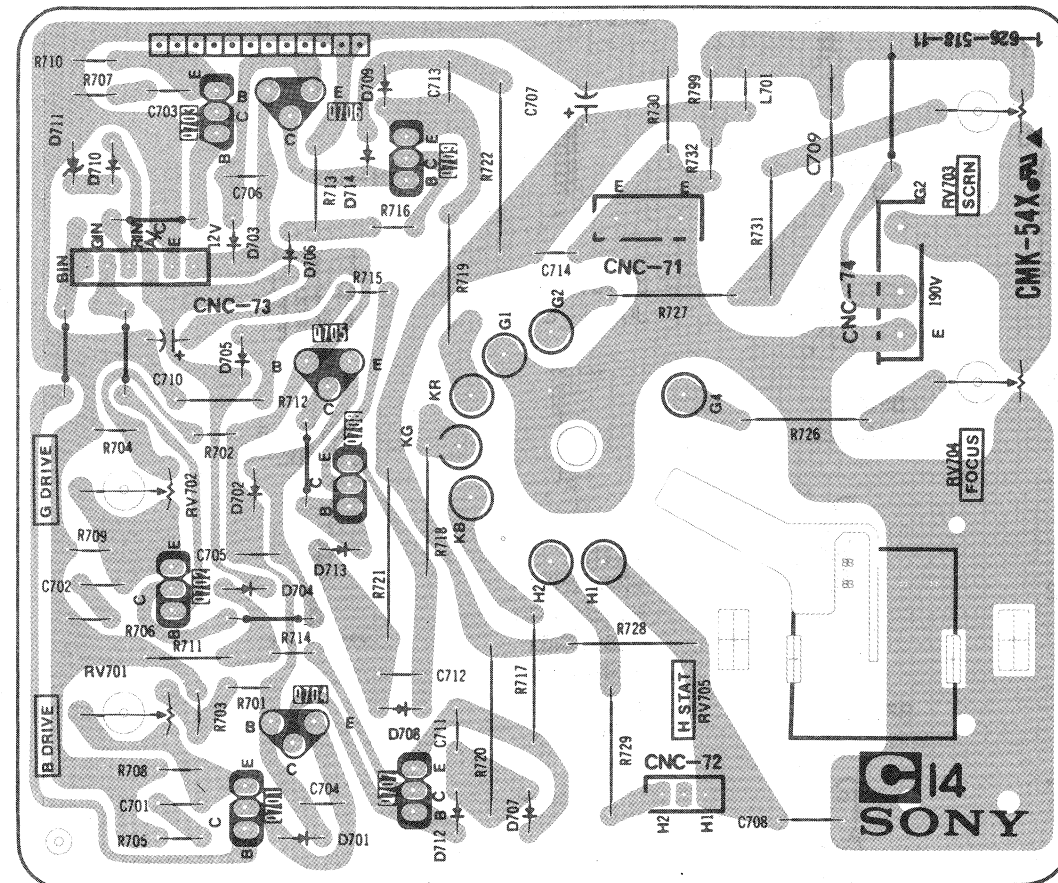 1-626-518-11
R710
R707
D711
D710
C703
E
B
C
Q703
B
C
E
Q706
D709
C713
C707
+
R730
R799
L701
R732
C709
G2
RV703
SCRN
CMK-54X
C706
R713
D714
E
C
B
Q709
R722
R716
E
E
R731
BIN
GIN
RIN
A/C
E
12V
D703
D706
R715
R719
C714
CNC-71
CNC-74
190V
E
CNC-73
R727
G2
G1
C710
+
D705
Q705
B
E
C
R712
KR
KG
KB
G4
R726
RV704
FOCUS
G DRIVE
R704
R702
RV702
D702
E
C
B
R709
C705
D713
R721
R718
C702
E
C
B
D704
R706
R711
R714
H2
H1
R728
RV701
R701
R703
Q704
B
E
C
C712
R717
D708
C711
R720
H STAT
RV705
R729
B DRIVE
R708
C701
R705
E
C
B
Q701
C704
D701
Q707
E
C
B
D712
D707
CNC-72
H2
H1
C708
C 14
SONY